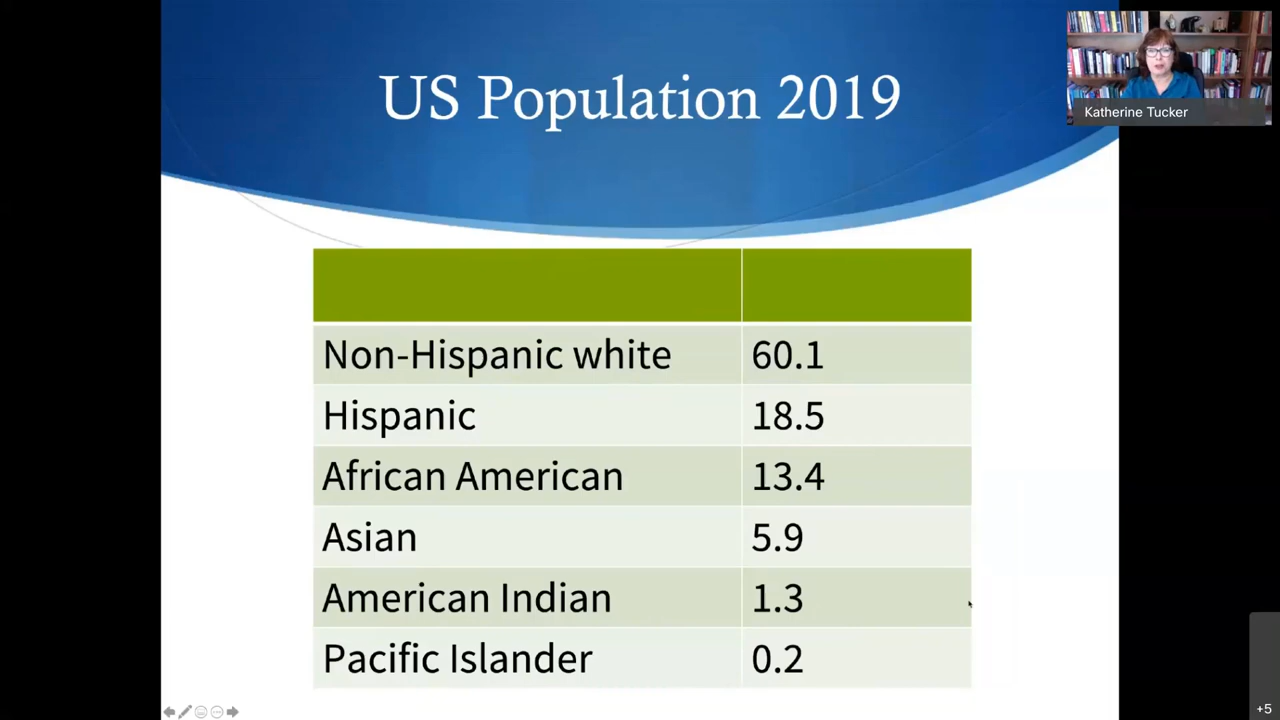 US Population 2019
Katherine Tucker
Non-Hispanic white 60.1
Hispanic 18.5
African American 13.4
Asian 5.9
American Indian 1.3
Pacific Islander 0.2
+5